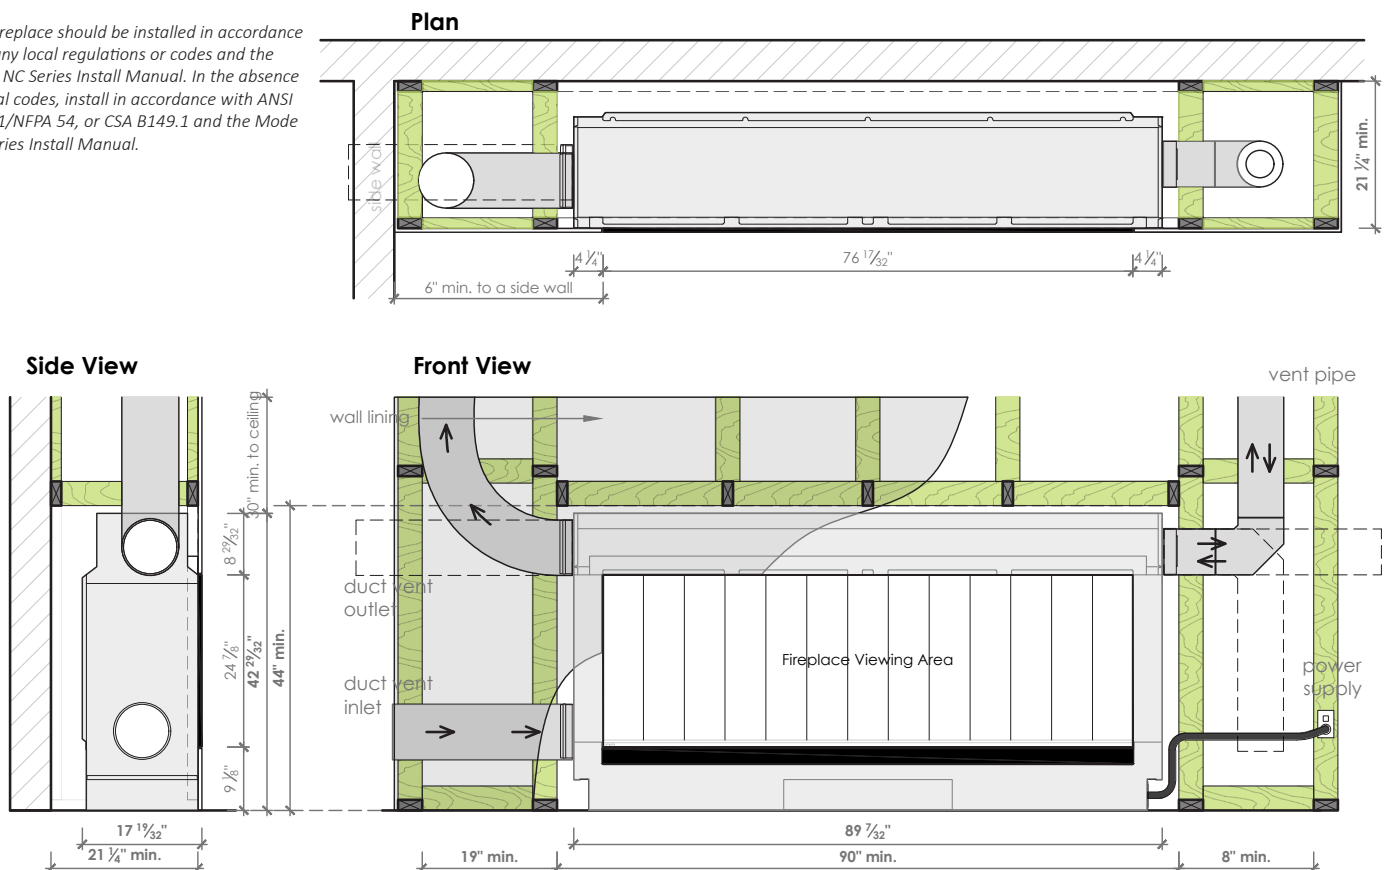 Plan
replace should be installed in accordance
any local regulations or codes and the
NC Series Install Manual. In the absence
al codes, install in accordance with ANSI
1/NFPA 54, or CSA B149.1 and the Mode
ries Install Manual.
side wall
21 1/4" min.
4 1/4"
76 17/32"
4 1/4"
6" min. to a side wall
Side View
Front View
vent pipe
wall lining
30" min. to ceiling
8 29/32"
24 7/8"
42 29/32"
44" min.
9 1/8"
duct vent
outlet
duct vent
inlet
Fireplace Viewing Area
power
supply
17 19/32"
21 1/4" min.
89 7/32"
19" min.
90" min.
8" min.